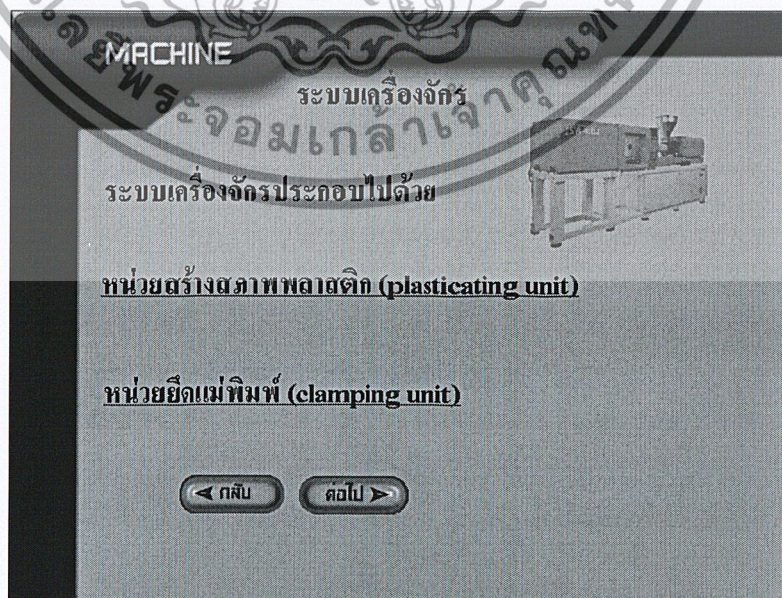 MACHINE
ระบบเครื่องจักร
ระบบเครื่องจักรประกอบไปด้วย
หน่วยสร้างสภาพพลาสติก (plasticating unit)
หน่วยยึดแม่พิมพ์ (clamping unit)
กลับ
ต่อไป